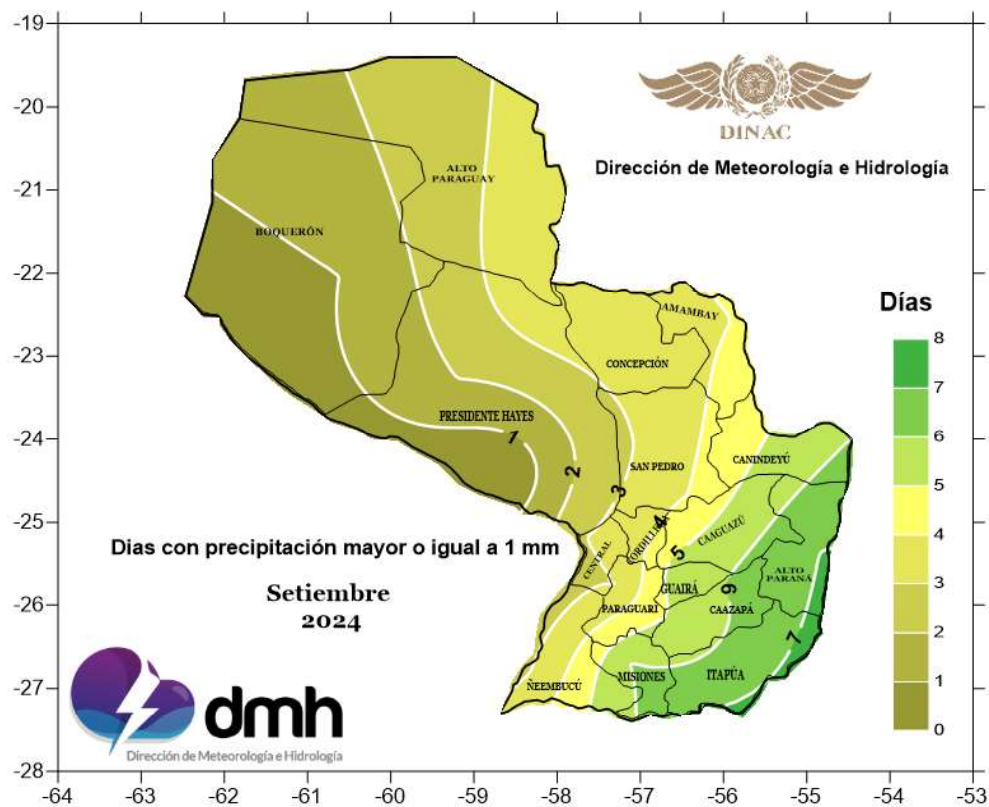 -19
-20
-21
-22
-23
-24
-25
-26
-27
-28
-64
-63
-62
-61
-60
-59
-58
-57
-56
-55
-54
-53
DINAC
Dirección de Meteorología e Hidrología
ALTO
PARAGUAY
BOQUERÓN
AMAMBAY
CONCEPCIÓN
PRESIDENTE HAYES
SAN PEDRO
CANINDEYÚ
CAAGUAZÚ
CENTRAL
GUAIRÁ
ALTO
PARANÁ
PARAGUARI
CAAZAPÁ
MISIONES
ITAPÚA
ÑEEMBUCÚ
1
2
3
4
5
6
7
Días
8
7
6
5
4
3
2
1
0
Dias con precipitación mayor o igual a 1 mm
Setiembre
2024
dmh
Dirección de Meteorología e Hidrología